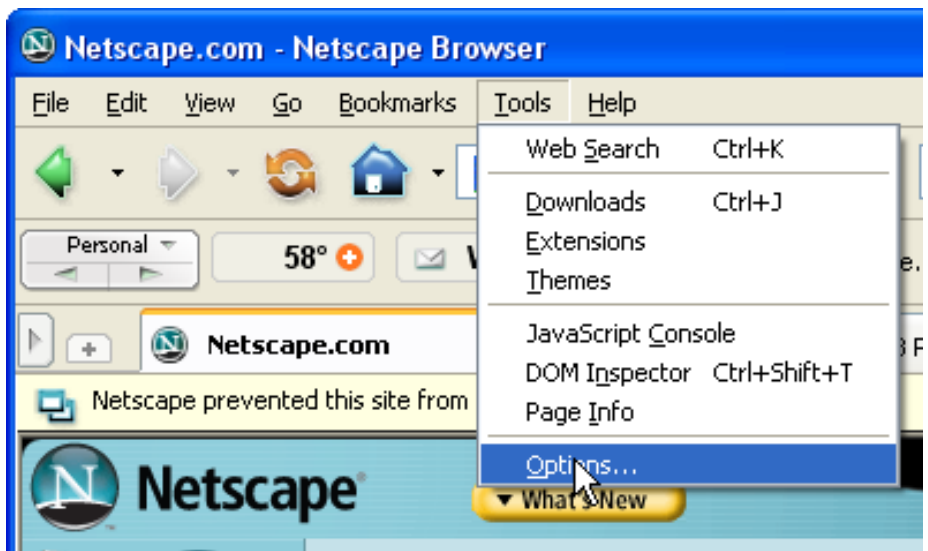 Netscape.com - Netscape Browser
File Edit View Go Bookmarks Tools Help
Web Search Ctrl+K
Downloads Ctrl+J
Personal
58°
Extensions
Themes
Netscape.com
JavaScript Console
DOM Inspector Ctrl+Shift+T
Netscape prevented this site from
Page Info
Options...
N Netscape
What's New